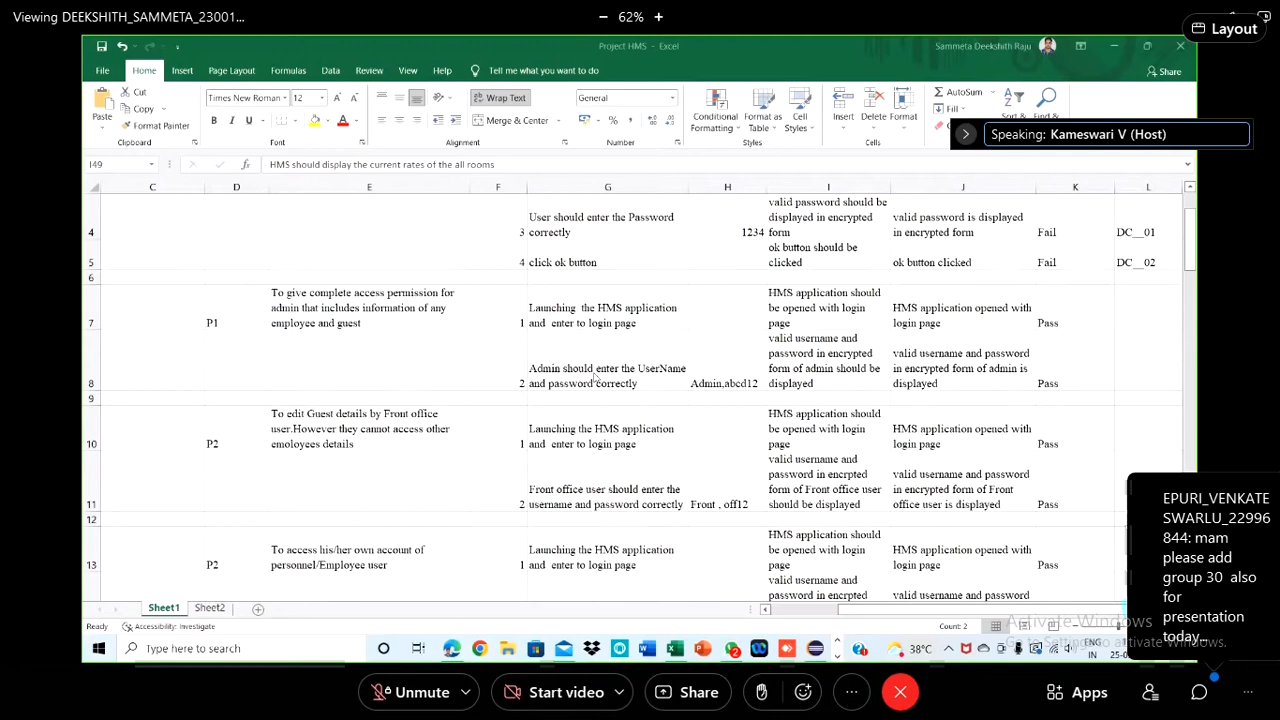 Viewing DEEKSHITH_SAMMETA_23001...
62%
Layout
Project HMS - Excel
Sammeta Deekshith Raju
File Home Insert Page Layout Formulas Data Review View Help Tell me what you want to do
Share
Paste
Cut
Copy
Format Painter
Clipboard
Times New Roman 12
B I U
A A
Font
Wrap Text
Merge & Center
Alignment
General
% ,
Number
Conditional Formatting
Format as Table
Cell Styles
Styles
Insert Delete Format
AutoSum
Fill
Speaking: Kameswari V (Host)
I49
fx
HMS should display the current rates of the all rooms
C D E F G H I J K L
4
3
User should enter the Password
correctly
1234
valid password should be
displayed in encrypted
form
valid password is displayed
in encrypted form
Fail
DC__01
5
4
click ok button
ok button should be
clicked
ok button clicked
Fail
DC__02
6
7
P1
To give complete access permission for
admin that includes information of any
employee and guest
1
Launching the HMS application
and enter to login page
HMS application should
be opened with login
page
HMS application opened with
login page
Pass
8
2
Admin should enter the UserName
and password correctly
Admin,abcd12
valid username and
password in encrypted
form of admin should be
displayed
valid username and password
in encrypted form of admin is
displayed
Pass
9
10
P2
To edit Guest details by Front office
user.However they cannot access other
emoloyees details
1
Launching the HMS application
and enter to login page
HMS application should
be opened with login
page
HMS application opened with
login page
Pass
11
2
Front office user should enter the
username and password correctly
Front , off12
valid username and
password in encrpted
form of Front office user
should be displayed
valid username and password
in encrypted form of Front
office user is displayed
Pass
12
13
P2
To access his/her own account of
personnel/Employee user
1
Launching the HMS application
and enter to login page
HMS application should
be opened with login
page
HMS application opened with
login page
Pass
valid username and
valid username and password
EPURI_VENKATE
SWARLU_22996
844: mam
please add
group 30 also
for
presentation
today...
Sheet1 Sheet2
Ready
Accessibility: Investigate
Count: 2
Activate Windows
Go to Settings to activate Windows.
Type here to search
2
38°C
ENG
IN
Unmute
Start video
Share
Apps